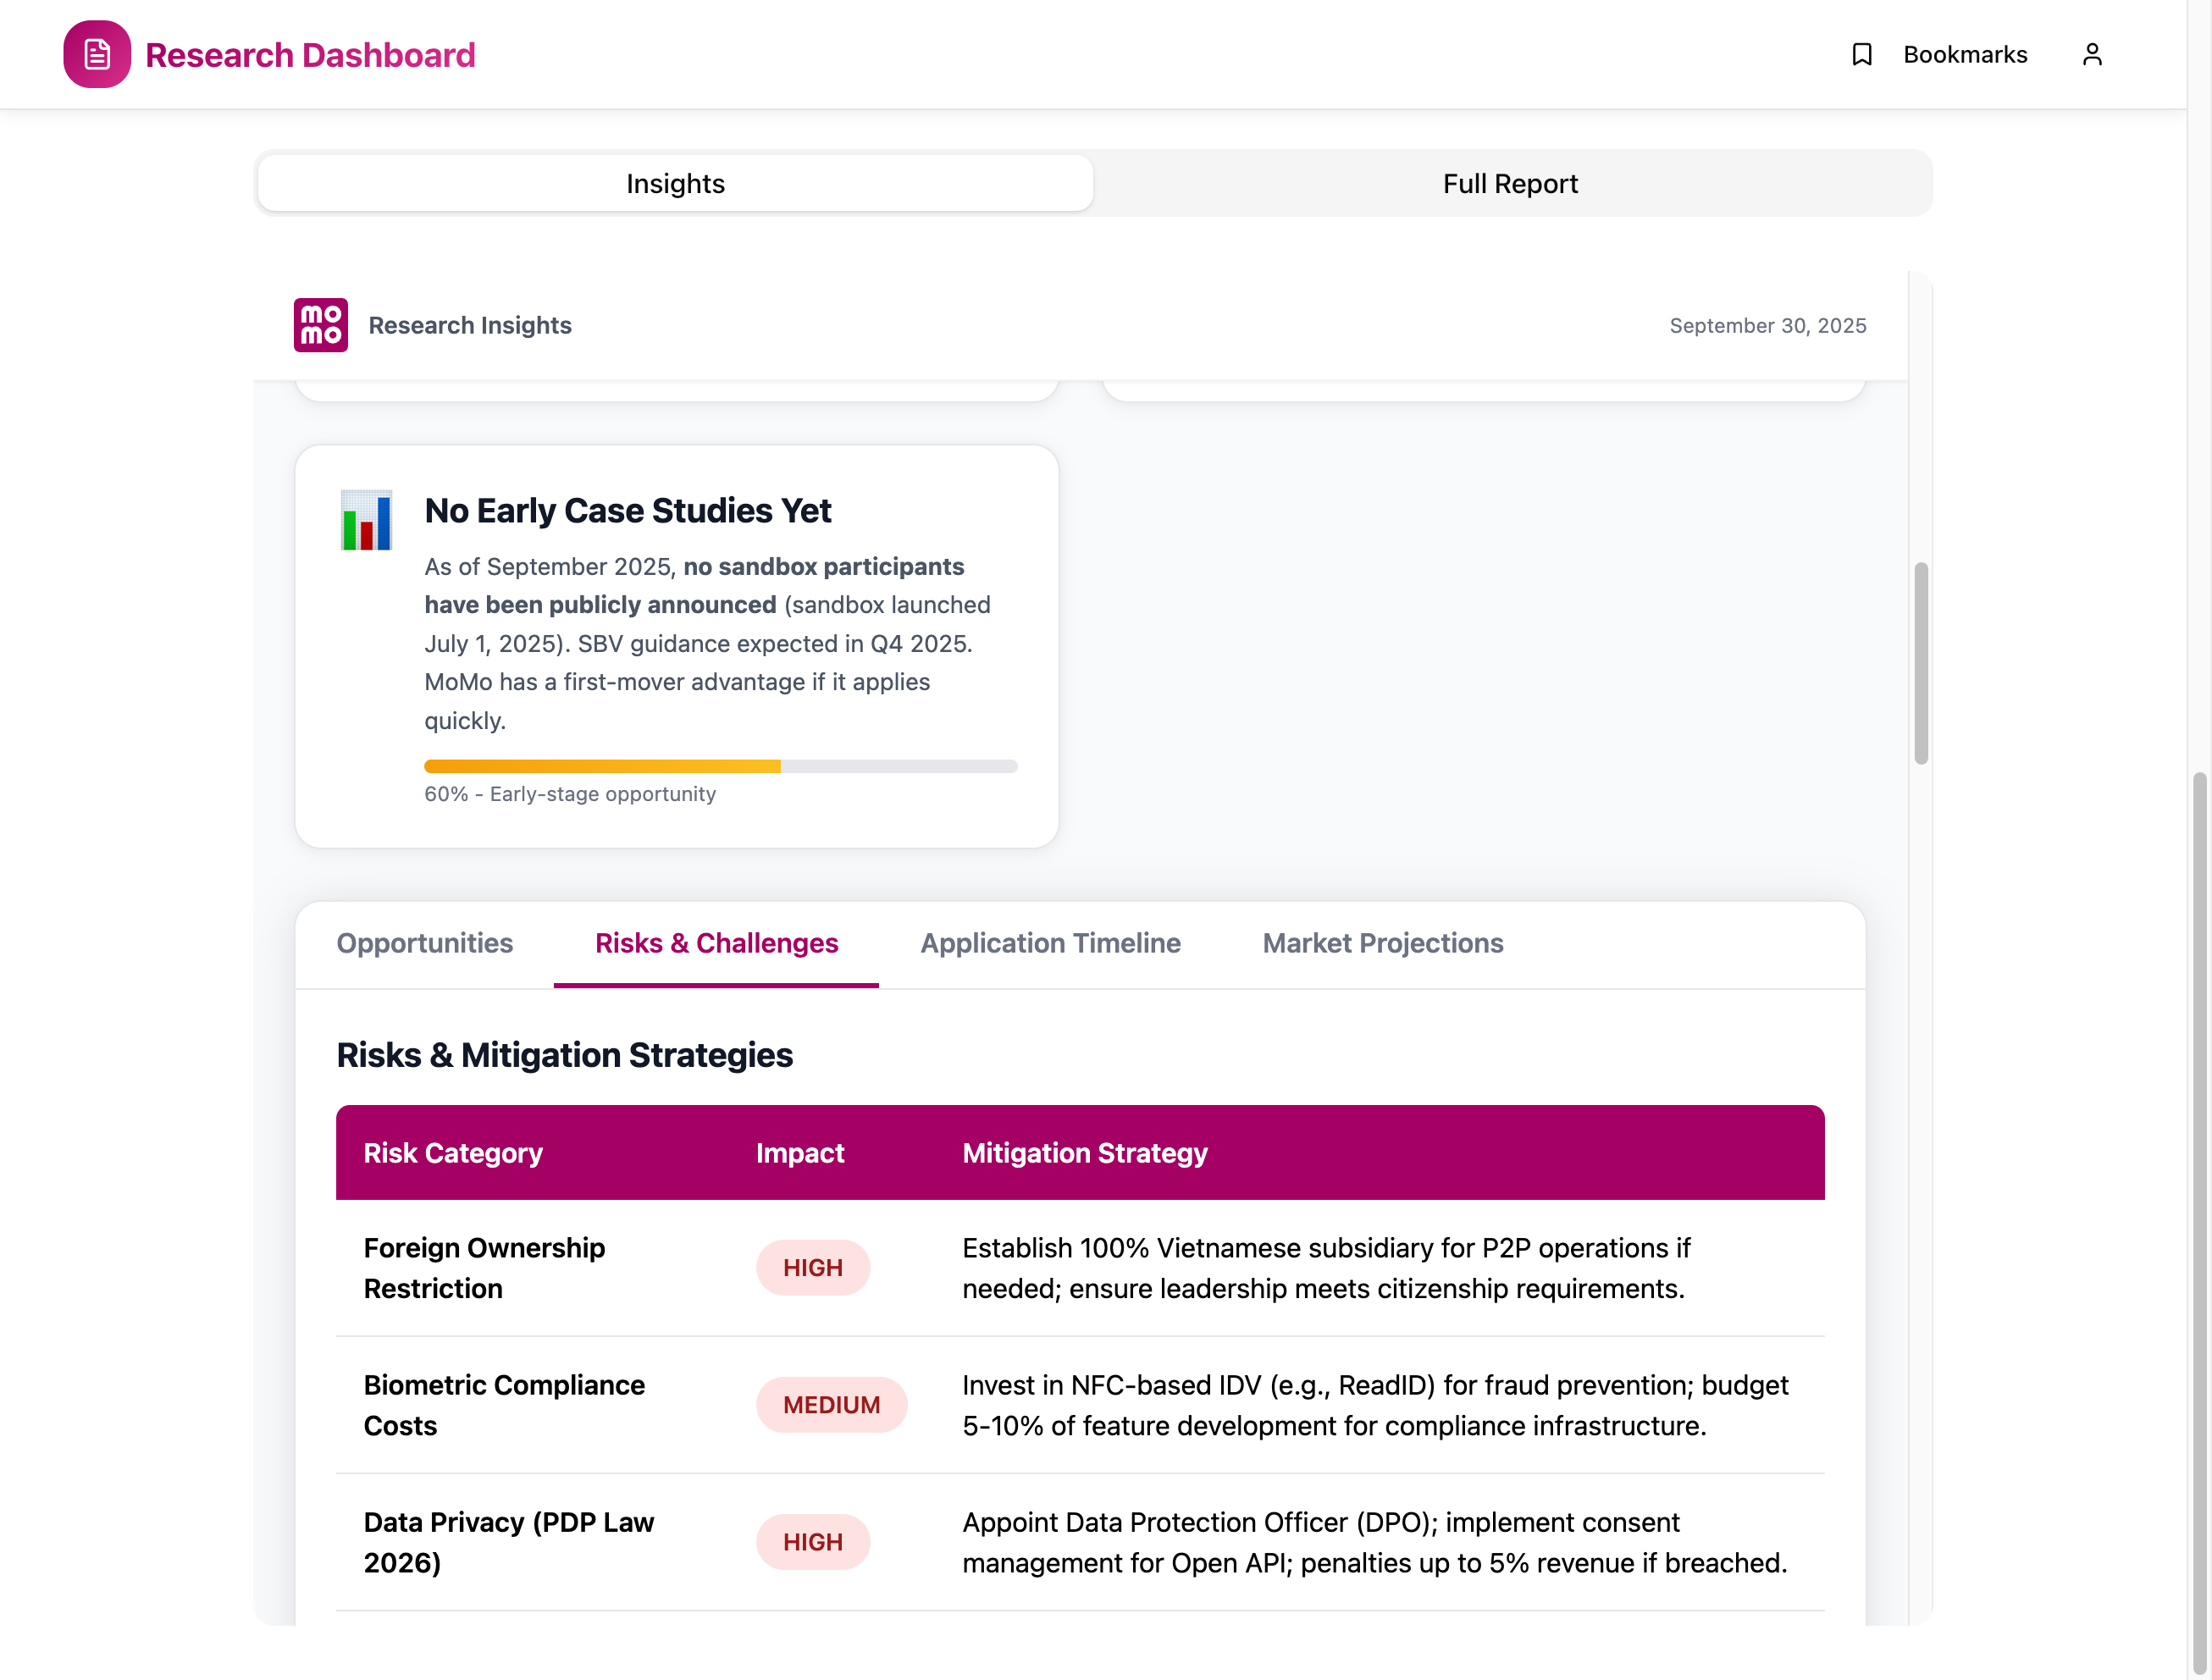 Research Dashboard
Bookmarks
Insights
Full Report
mo
mo
Research Insights
September 30, 2025
No Early Case Studies Yet
As of September 2025, no sandbox participants
have been publicly announced (sandbox launched
July 1, 2025). SBV guidance expected in Q4 2025.
MoMo has a first-mover advantage if it applies
quickly.
60% - Early-stage opportunity
Opportunities
Risks & Challenges
Application Timeline
Market Projections
Risks & Mitigation Strategies
Risk Category
Impact
Mitigation Strategy
Foreign Ownership
Restriction
HIGH
Establish 100% Vietnamese subsidiary for P2P operations if
needed; ensure leadership meets citizenship requirements.
Biometric Compliance
Costs
MEDIUM
Invest in NFC-based IDV (e.g., ReadID) for fraud prevention; budget
5-10% of feature development for compliance infrastructure.
Data Privacy (PDP Law
2026)
HIGH
Appoint Data Protection Officer (DPO); implement consent
management for Open API; penalties up to 5% revenue if breached.